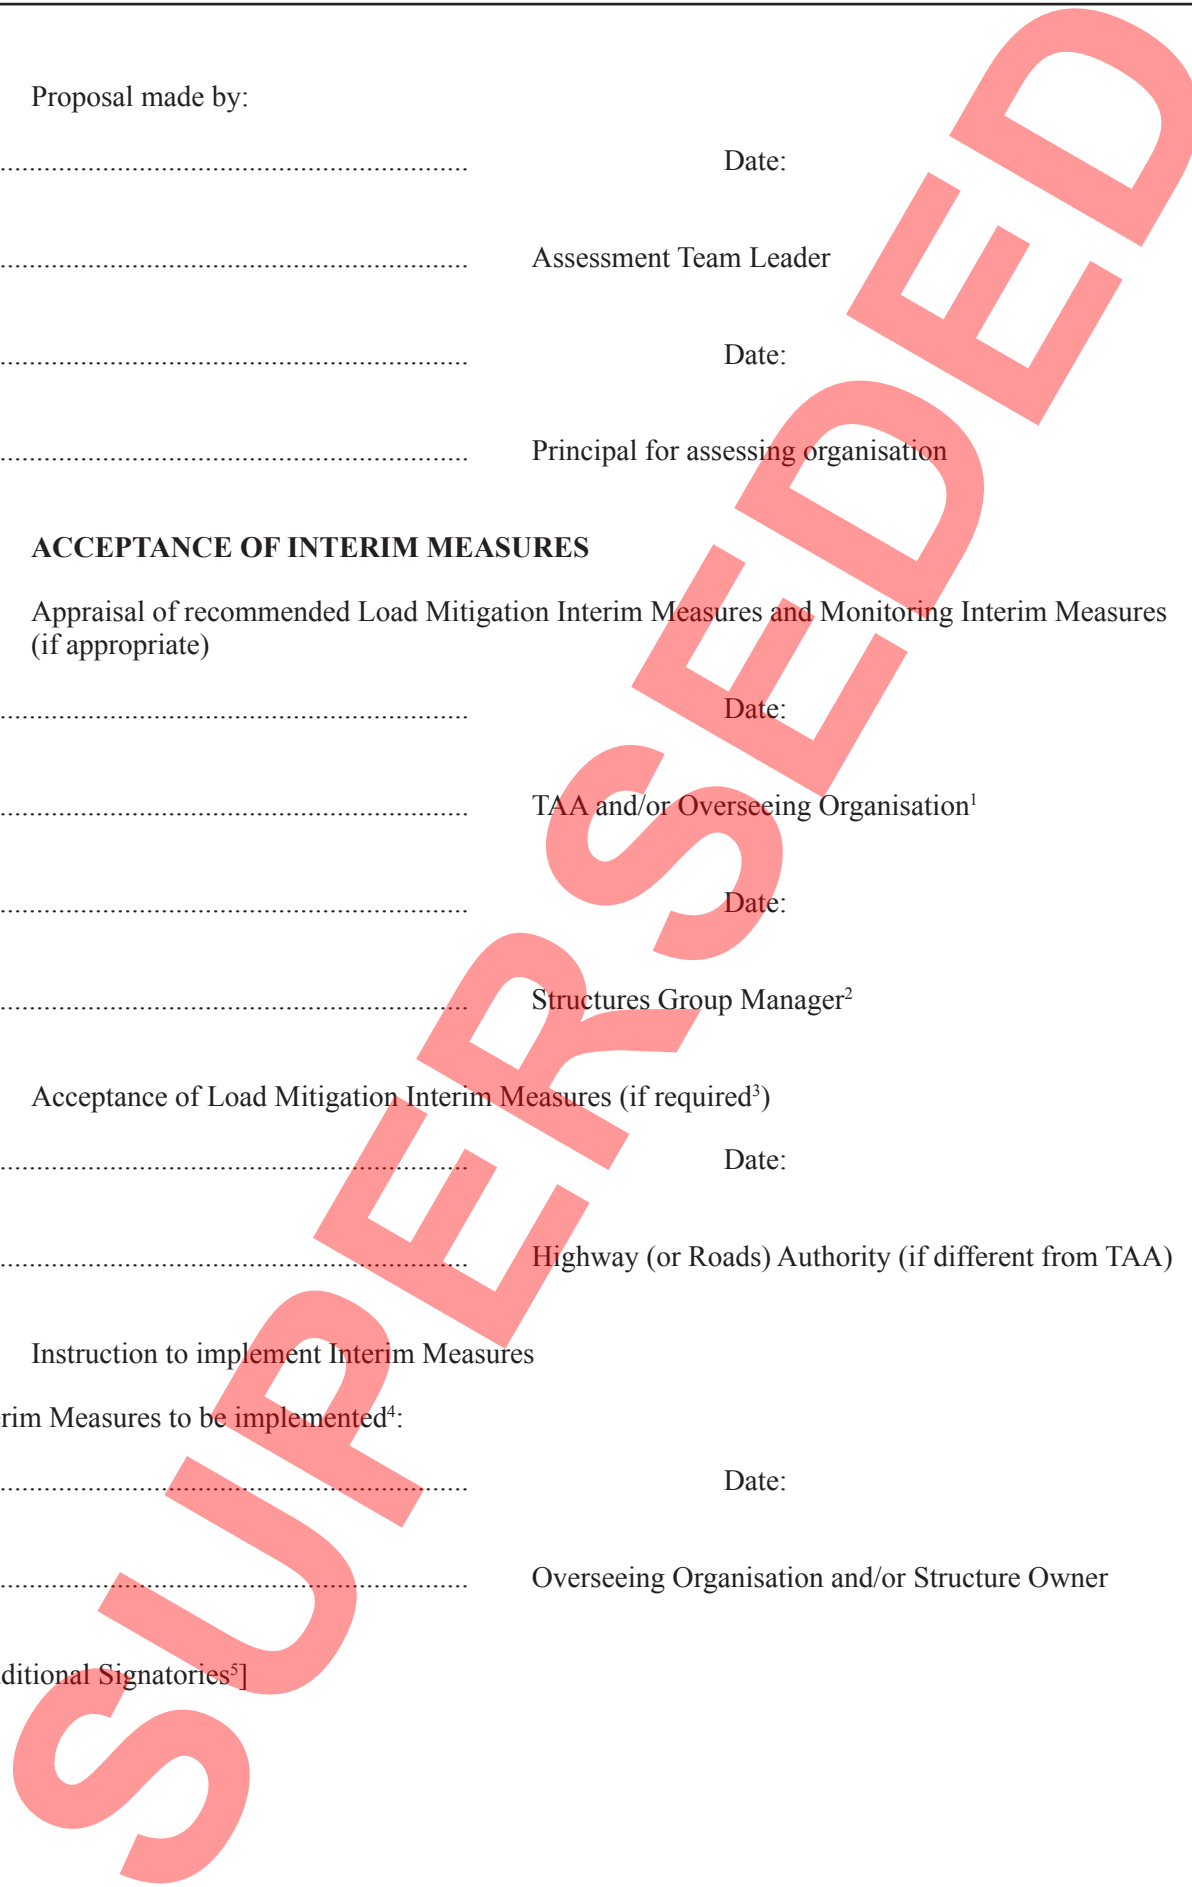 Proposal made by:
.................................................................. Date:
.................................................................. Assessment Team Leader
.................................................................. Date:
.................................................................. Principal for assessing organisation
ACCEPTANCE OF INTERIM MEASURES
Appraisal of recommended Load Mitigation Interim Measures and Monitoring Interim Measures
(if appropriate)
.................................................................. Date:
.................................................................. TAA and/or Overseeing Organisation¹
.................................................................. Date:
.................................................................. Structures Group Manager²
Acceptance of Load Mitigation Interim Measures (if required³)
.................................................................. Date:
.................................................................. Highway (or Roads) Authority (if different from TAA)
Instruction to implement Interim Measures
erim Measures to be implemented⁴:
.................................................................. Date:
.................................................................. Overseeing Organisation and/or Structure Owner
ditional Signatories⁵]
SUPERSEDED